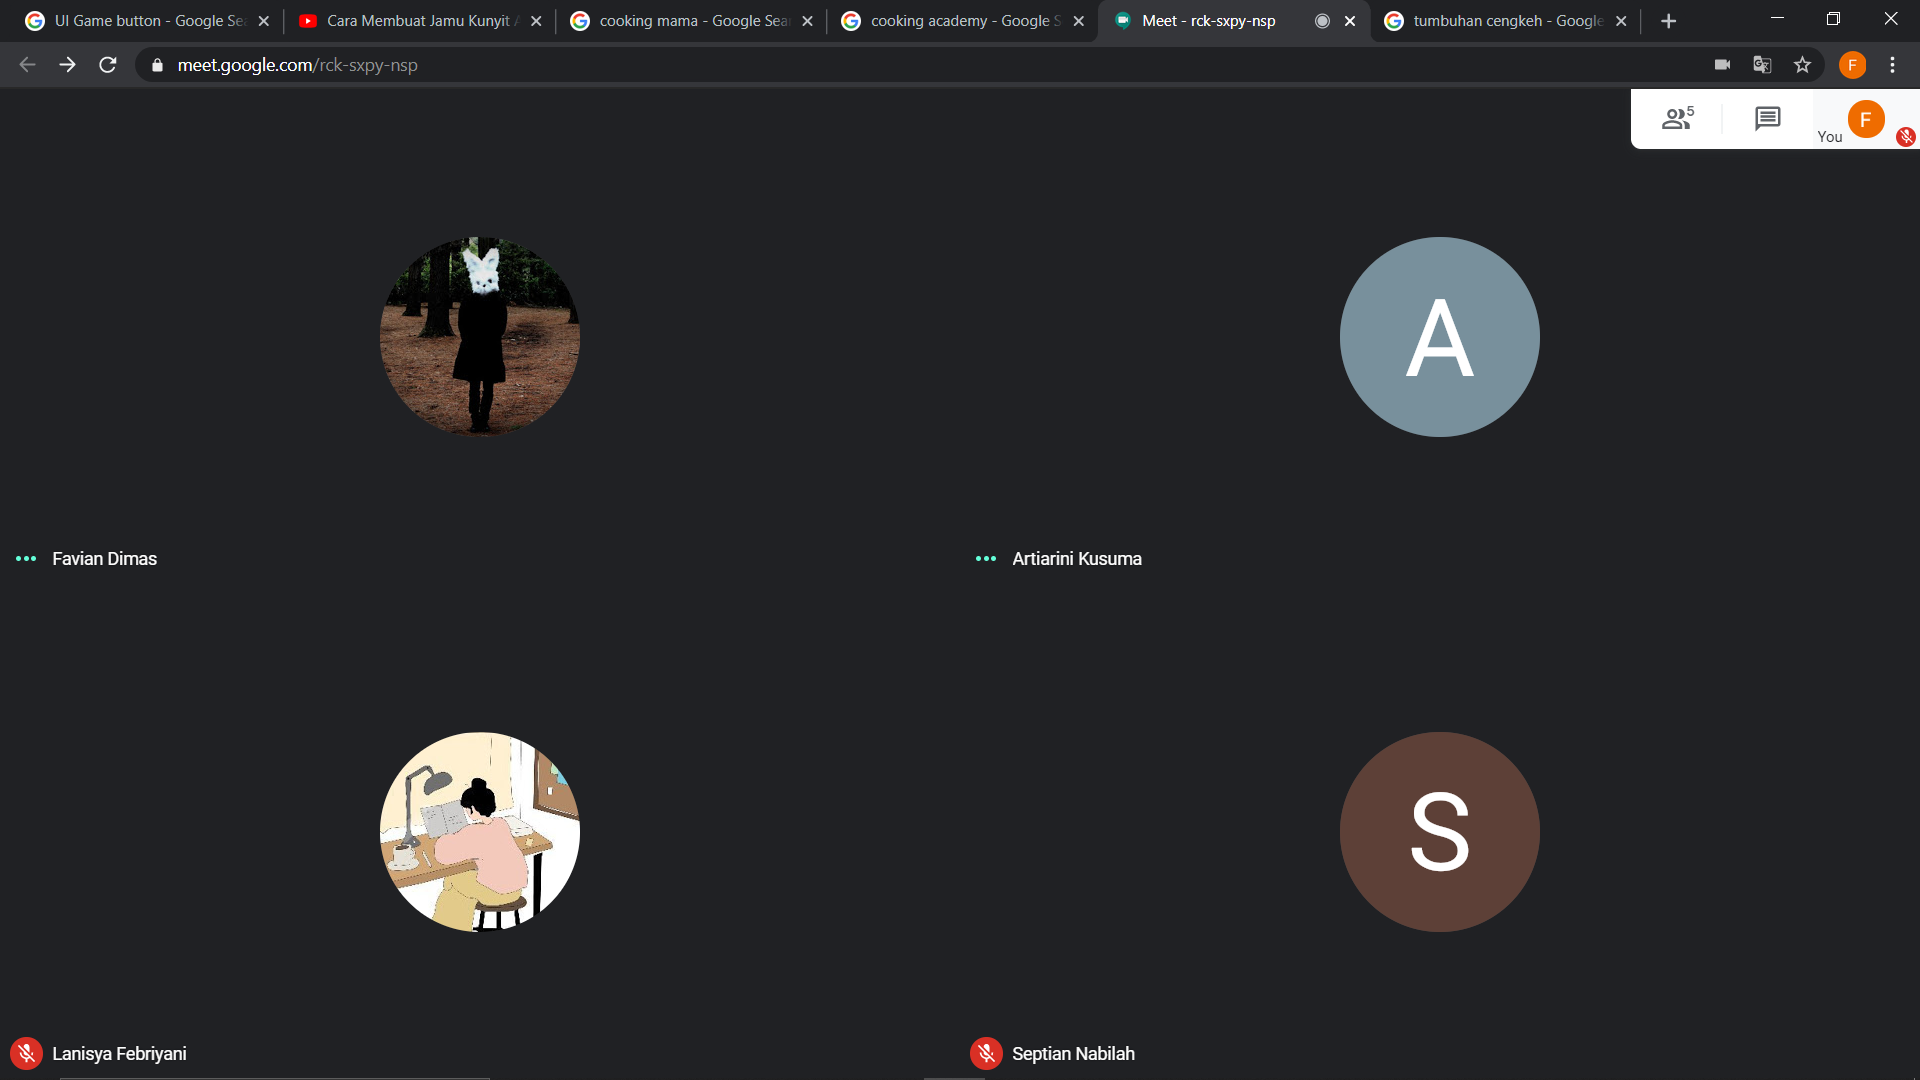 UI Game button - Google Se
Cara Membuat Jamu Kunyit A
cooking mama - Google Sear
cooking academy - Google S
Meet - rck-sxpy-nsp
tumbuhan cengkeh - Google
meet.google.com/rck-sxpy-nsp
F
5
You
F
A
Favian Dimas
Artiarini Kusuma
S
Lanisya Febriyani
Septian Nabilah